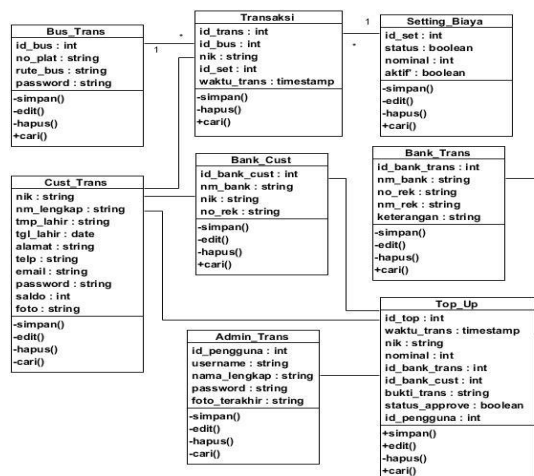 Bus_Trans
id_bus : int
no_plat : string
rute_bus : string
password : string
-simpan()
-edit()
-hapus()
+cari()
1
*
Transaksi
id_trans : int
id_bus : int
nik : string
id_set : int
waktu_trans : timestamp
-simpan()
-hapus()
+cari()
1
*
Setting_Biaya
id_set : int
status : boolean
nominal : int
aktif' : boolean
-simpan()
-edit()
-hapus()
+cari()
Cust_Trans
nik : string
nm_lengkap : string
tmp_lahir : string
tgl_lahir : date
alamat : string
telp : string
email : string
password : string
saldo : int
foto : string
-simpan()
-edit()
-hapus()
-cari()
Bank_Cust
id_bank_cust : int
nm_bank : string
nik : string
no_rek : string
-simpan()
-edit()
-hapus()
+cari()
Bank_Trans
id_bank_trans : int
nm_bank : string
no_rek : string
nm_rek : string
keterangan : string
-simpan()
-edit()
-hapus()
+cari()
Admin_Trans
id_pengguna : int
username : string
nama_lengkap : string
password : string
foto_terakhir : string
-simpan()
-edit()
-hapus()
-cari()
Top_Up
id_top : int
waktu_trans : timestamp
nik : string
nominal : int
id_bank_trans : int
id_bank_cust : int
bukti_trans : string
status_approve : boolean
id_pengguna : int
+simpan()
+edit()
-hapus()
+cari()